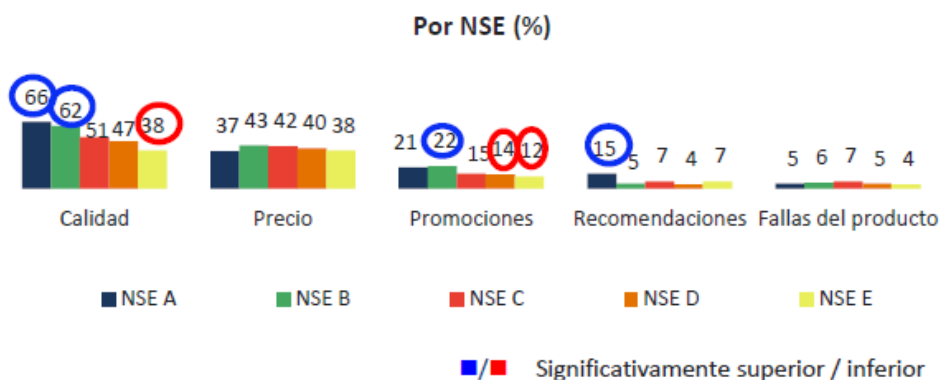 Por NSE (%)
66 62 51 47 38
37 43 42 40 38
21 22 15 14 12
15 5 7 4 7
5 6 7 5 4
Calidad Precio Promociones Recomendaciones Fallas del producto
NSE A NSE B NSE C NSE D NSE E
/ Significativamente superior / inferior